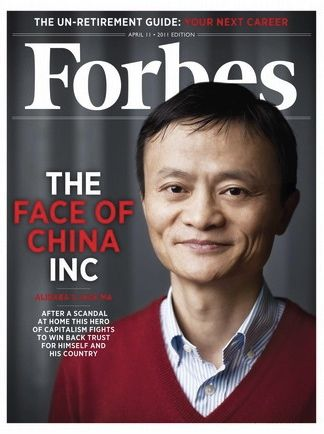 THE UN-RETIREMENT GUIDE: YOUR NEXT CAREER
APRIL 11 • 2011 EDITION
Forbes
THE
FACE OF
CHINA
INC
ALIBABA'S JACK MA
AFTER A SCANDAL
AT HOME THIS HERO
OF CAPITALISM FIGHTS
TO WIN BACK TRUST
FOR HIMSELF AND
HIS COUNTRY